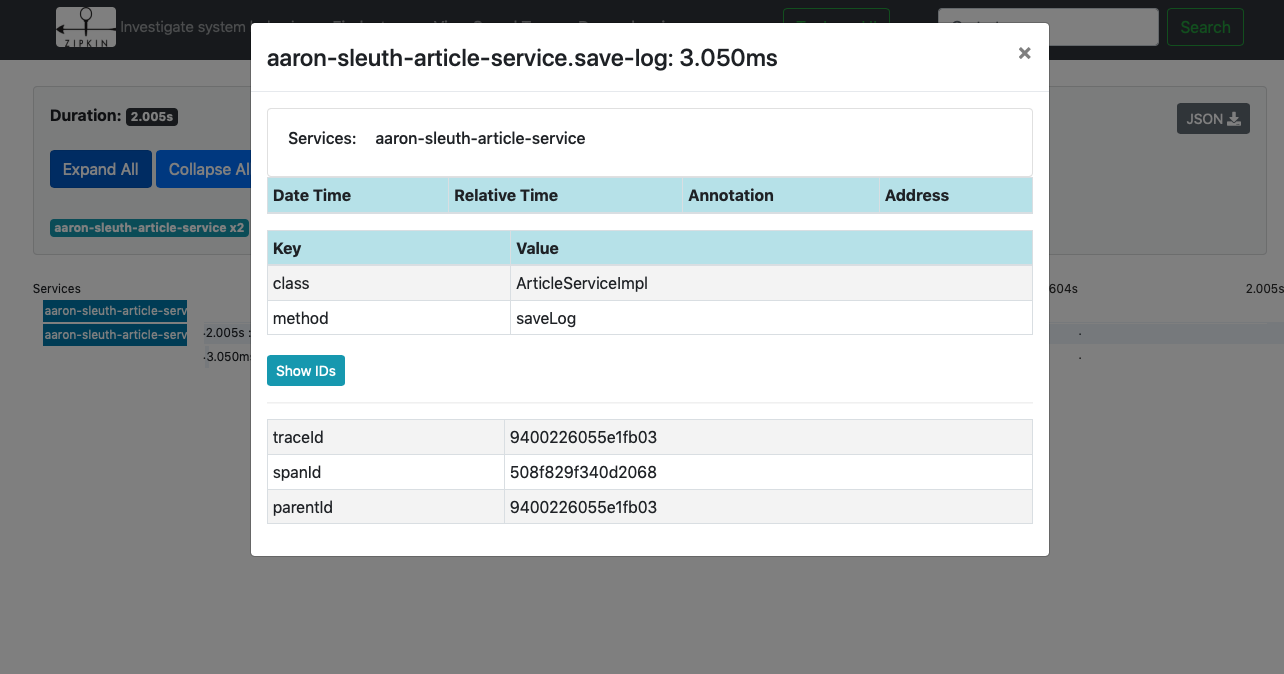 ZIPKIN
Investigate system
Search
aaron-sleuth-article-service.save-log: 3.050ms
×
Duration: 2.005s
JSON
Services: aaron-sleuth-article-service
Expand All
Collapse Al
Date Time Relative Time Annotation Address
aaron-sleuth-article-service x2
Key Value
class ArticleServiceImpl
method saveLog
Services
604s 2.005s
aaron-sleuth-article-serv
aaron-sleuth-article-serv
2.005s :
3.050ms
Show IDs
traceId 9400226055e1fb03
spanId 508f829f340d2068
parentId 9400226055e1fb03